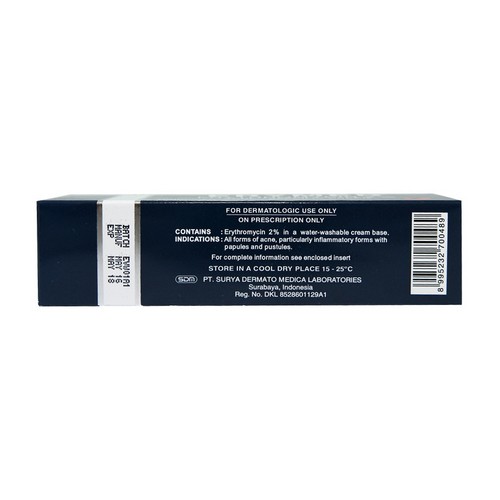 FOR DERMATOLOGIC USE ONLY
ON PRESCRIPTION ONLY
CONTAINS : Erythromycin 2% in a water-washable cream base.
INDICATIONS : All forms of acne, particularly inflammatory forms with
papules and pustules.
For complete information see enclosed insert
STORE IN A COOL DRY PLACE 15 - 25°C
SDM PT. SURYA DERMATO MEDICA LABORATORIES
Surabaya, Indonesia
Reg. No. DKL 8528601129A1
BATCH EVW01A1
MANUF MAY 16
EXP MAY 18
8 995232 700489